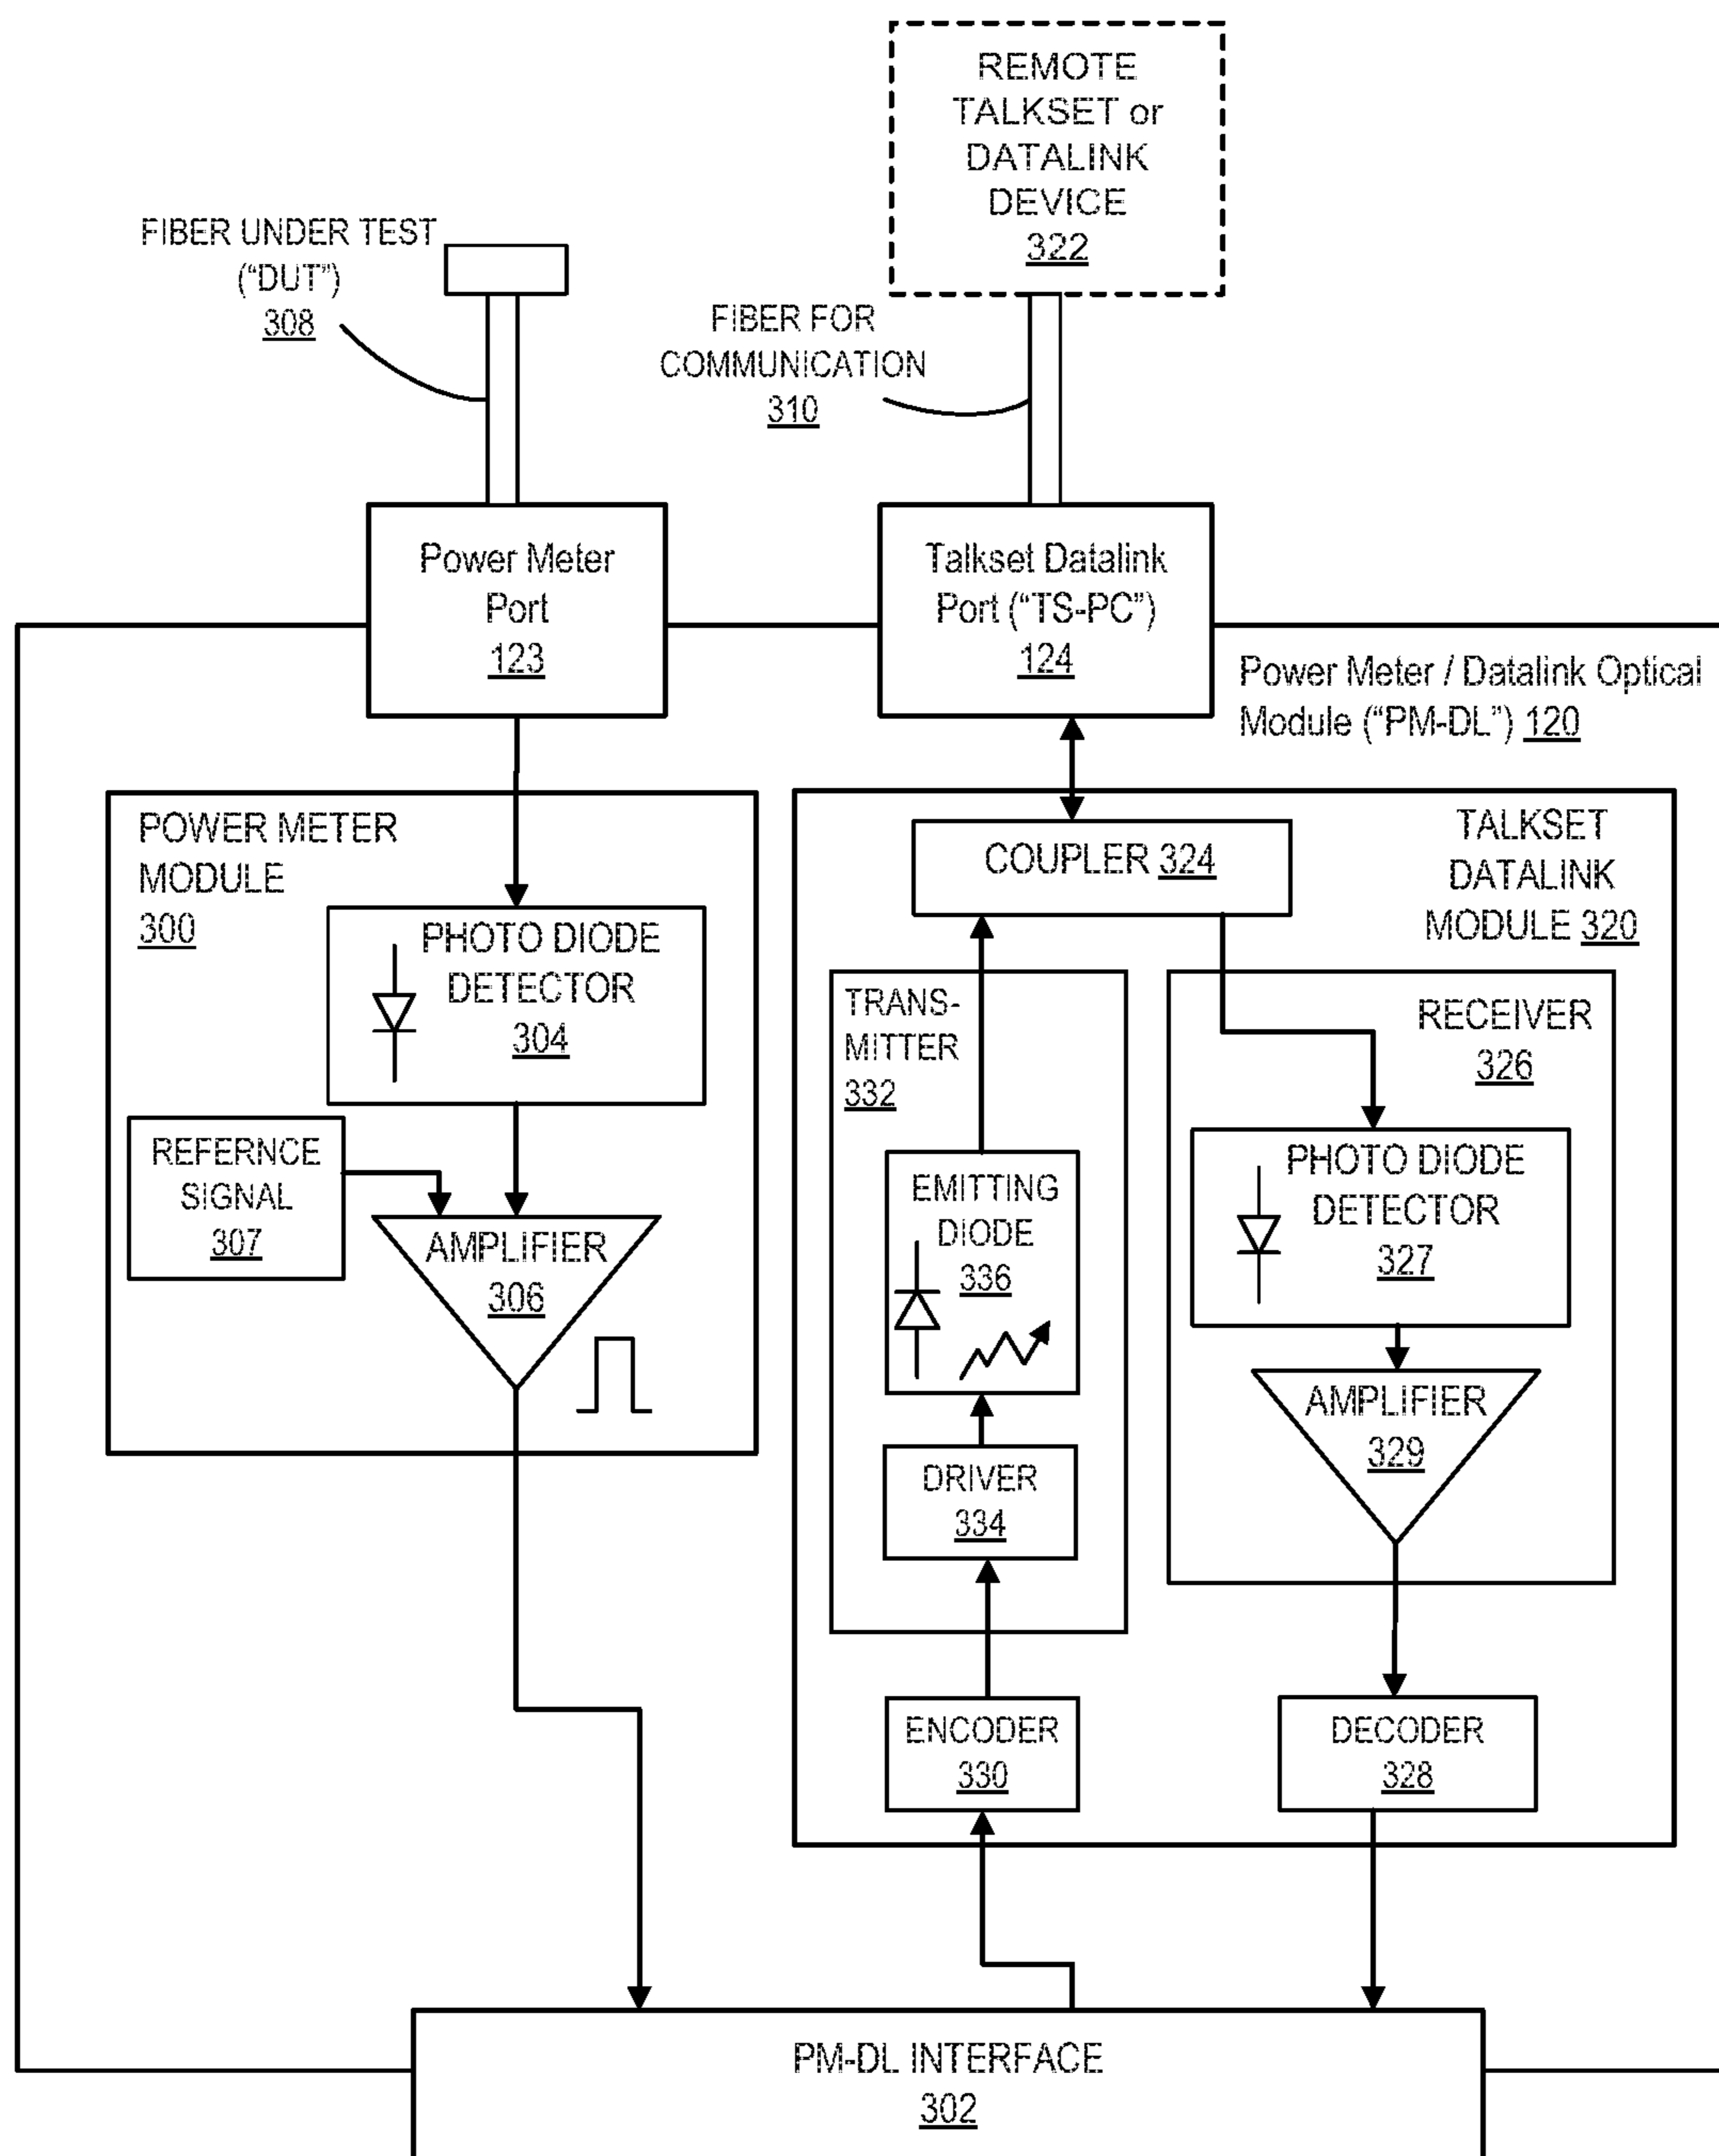 REMOTE
TALKSET or
DATALINK
DEVICE
322
FIBER UNDER TEST
(“DUT”)
308
FIBER FOR
COMMUNICATION
310
Power Meter
Port
123
Talkset Datalink
Port (“TS-PC”)
124
Power Meter / Datalink Optical
Module (“PM-DL”) 120
POWER METER
MODULE
300
PHOTO DIODE
DETECTOR
304
REFERNCE
SIGNAL
307
AMPLIFIER
306
COUPLER 324
TALKSET
DATALINK
MODULE 320
TRANS-
MITTER
332
EMITTING
DIODE
336
DRIVER
334
ENCODER
330
RECEIVER
326
PHOTO DIODE
DETECTOR
327
AMPLIFIER
329
DECODER
328
PM-DL INTERFACE
302